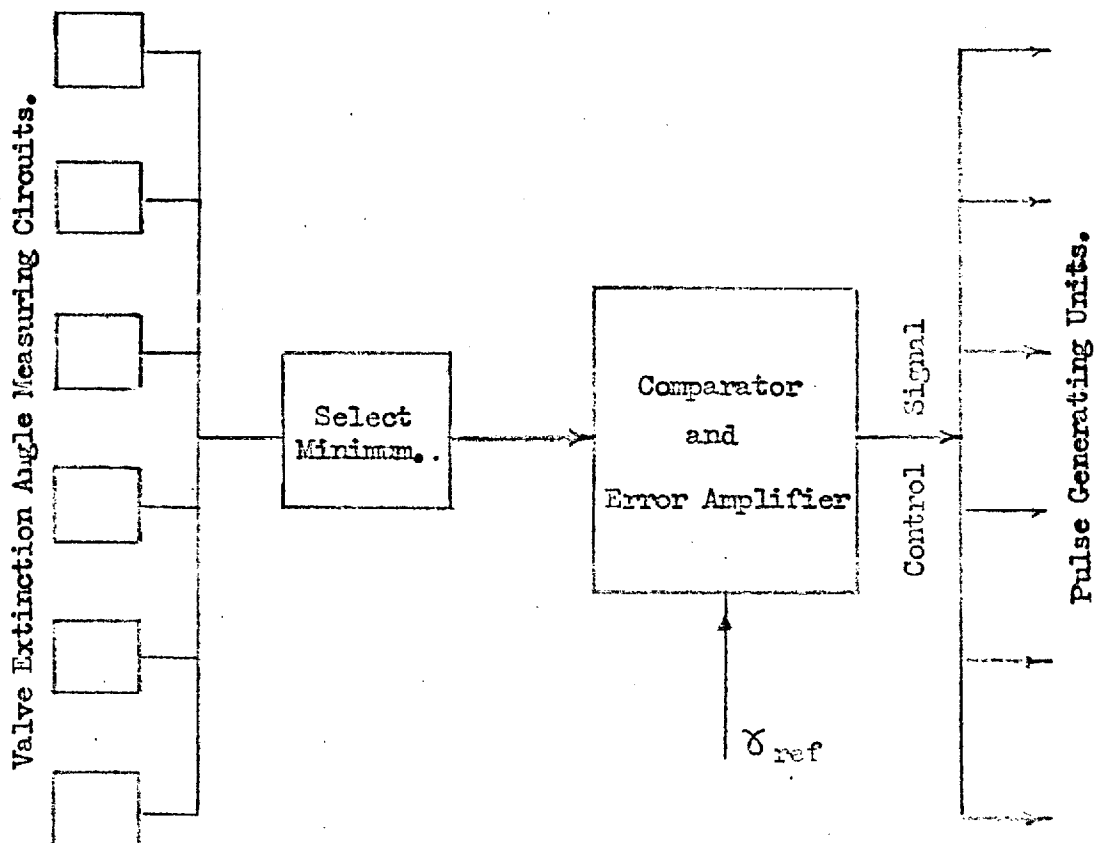 Valve Extinction Angle Measuring Circuits.
Select
Minimum..
Comparator
and
Error Amplifier
γ ref
Control Signal
Pulse Generating Units.